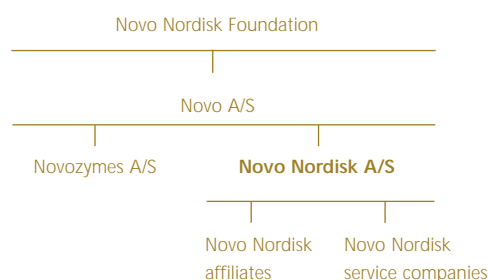 Novo Nordisk Foundation
Novo A/S
Novozymes A/S
Novo Nordisk A/S
Novo Nordisk
affiliates
Novo Nordisk
service companies